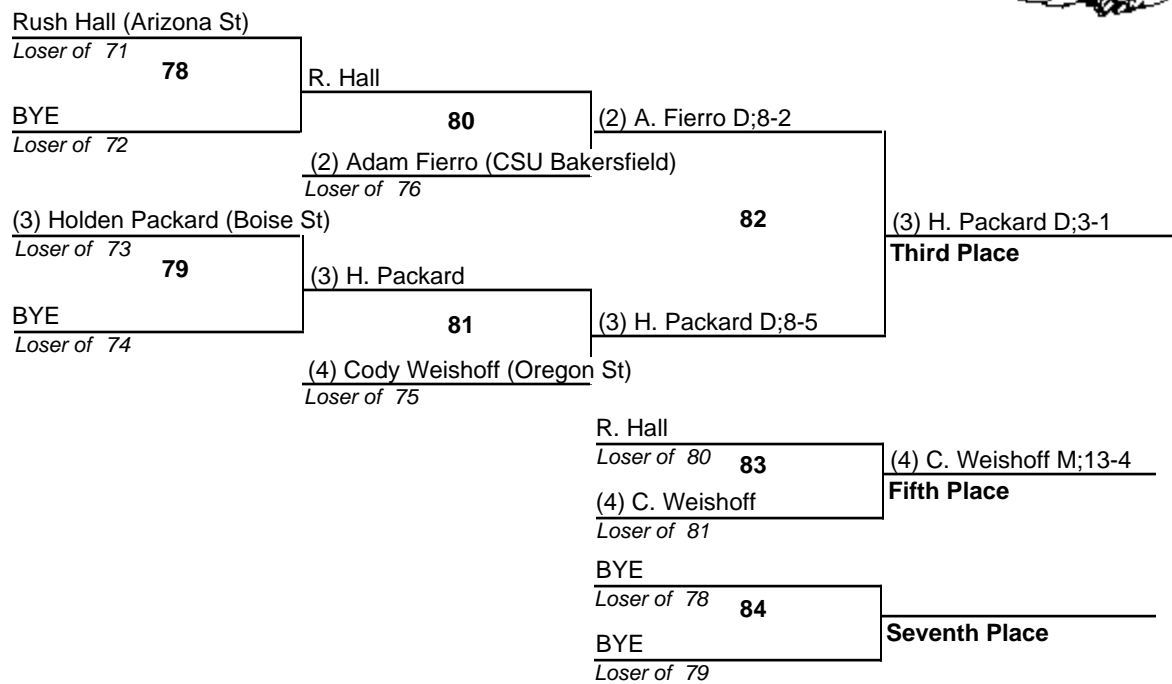 Rush Hall (Arizona St)
Loser of 71
78
BYE
Loser of 72
R. Hall
80
(2) Adam Fierro (CSU Bakersfield)
Loser of 76
(2) A. Fierro D;8-2
(3) Holden Packard (Boise St)
Loser of 73
79
BYE
Loser of 74
(3) H. Packard
81
(4) Cody Weishoff (Oregon St)
Loser of 75
(3) H. Packard D;8-5
82
(3) H. Packard D;3-1
Third Place
R. Hall
Loser of 80
83
(4) C. Weishoff
Loser of 81
(4) C. Weishoff M;13-4
Fifth Place
BYE
Loser of 78
84
BYE
Loser of 79
Seventh Place